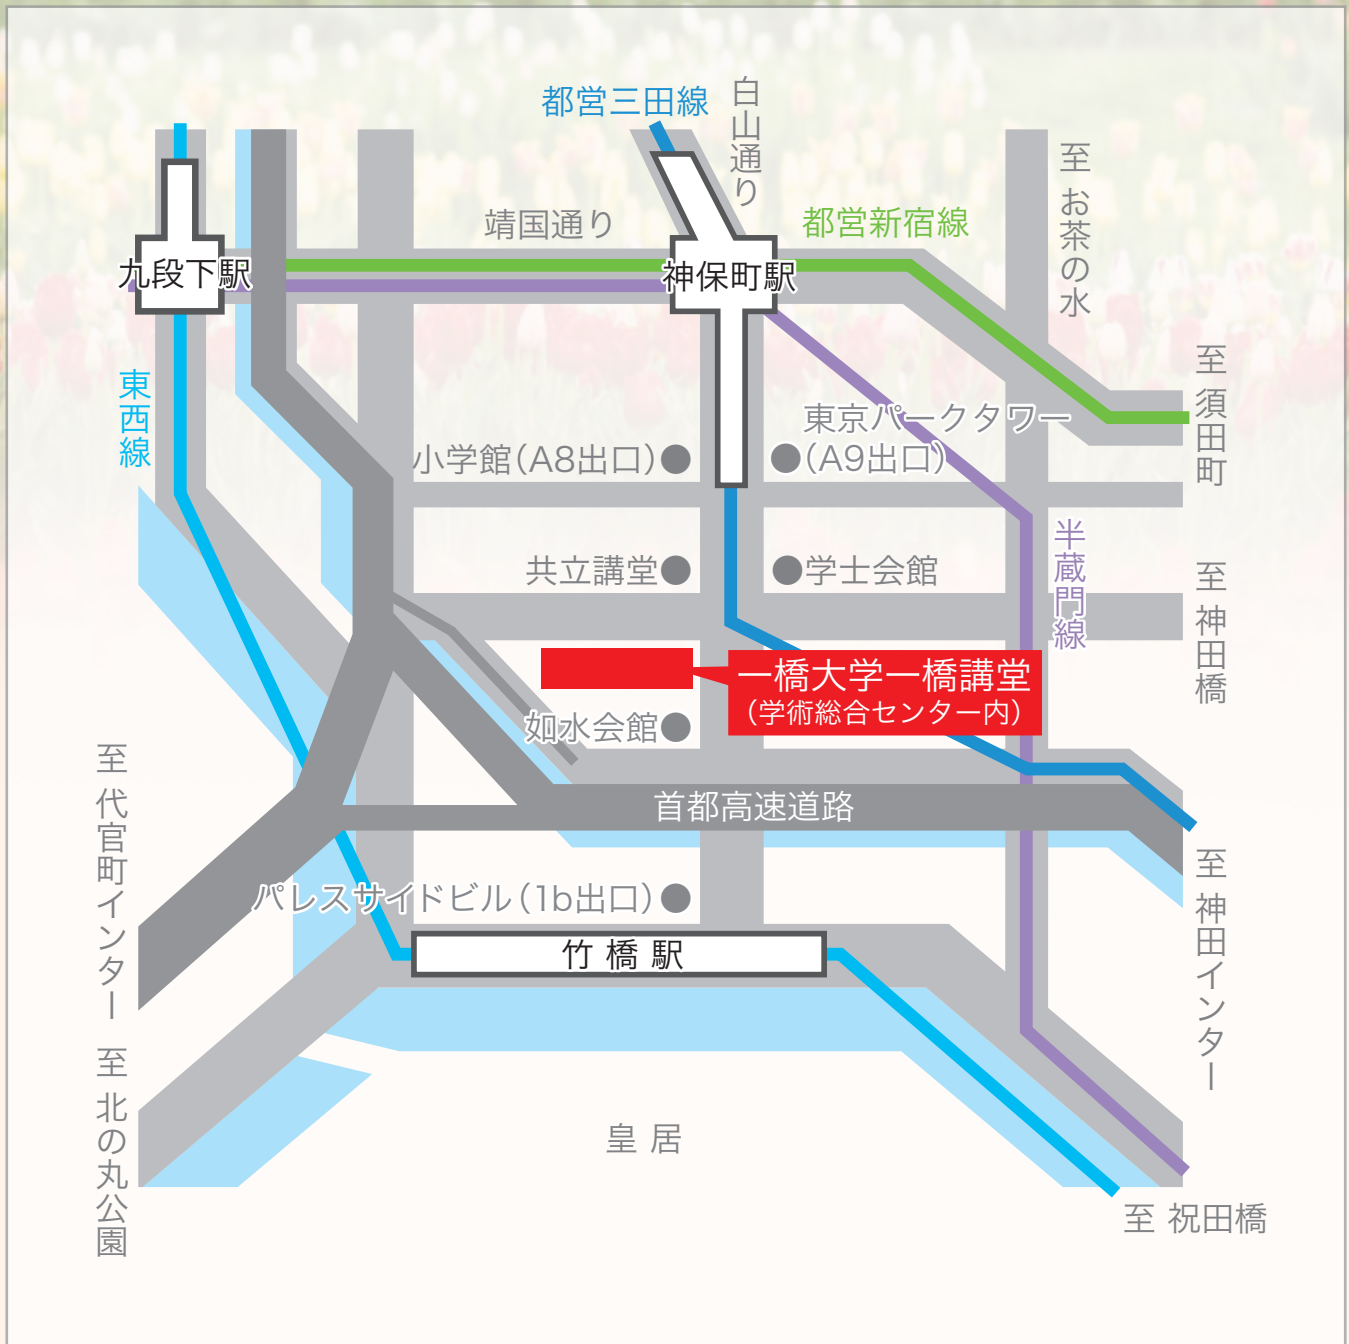 都営三田線
白山通り
靖国通り
都営新宿線
至 お茶の水
九段下駅
神保町駅
東西線
至 須田町
東京パークタワー
(A9出口)
小学館(A8出口)
半蔵門線
共立講堂
学士会館
至 神田橋
一橋大学一橋講堂
(学術総合センター内)
如水会館
首都高速道路
至 代官町インター
至 神田インター
パレスサイドビル(1b出口)
竹橋駅
至 北の丸公園
皇居
至 祝田橋